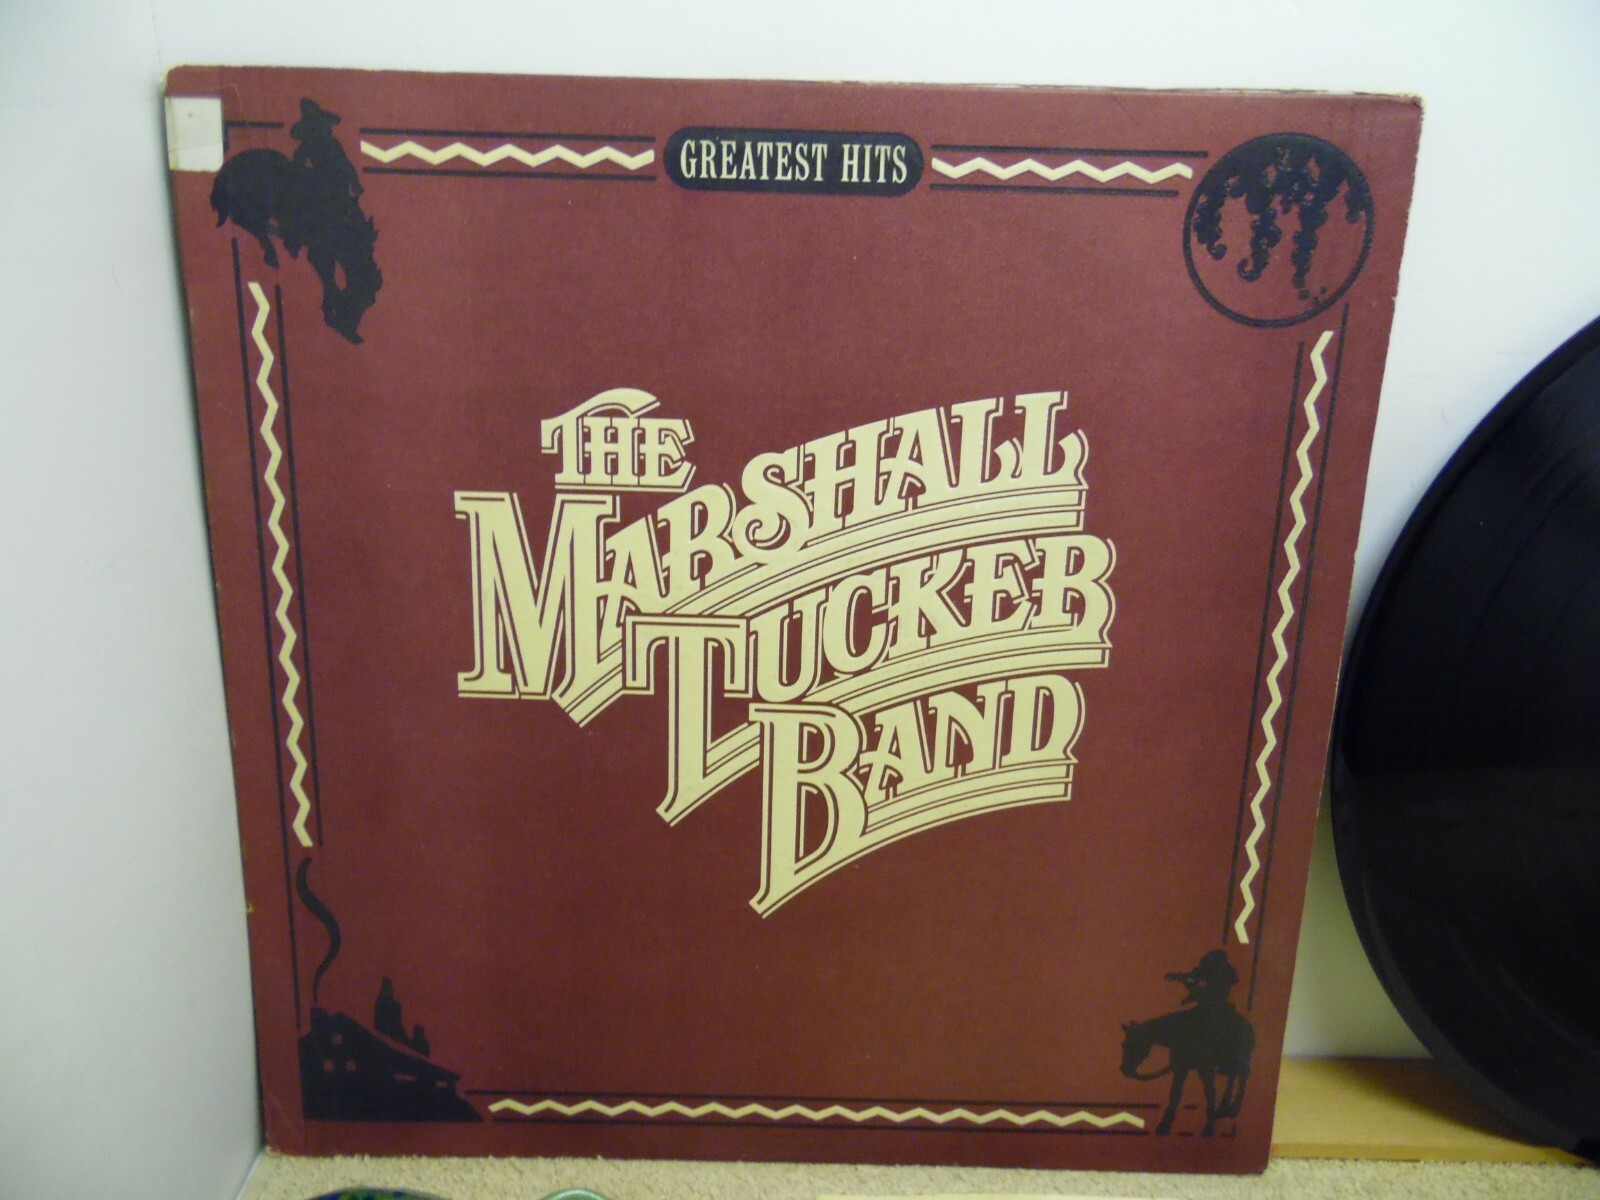 GREATEST HITS
THE
MARSHALL
TUCKER
BAND